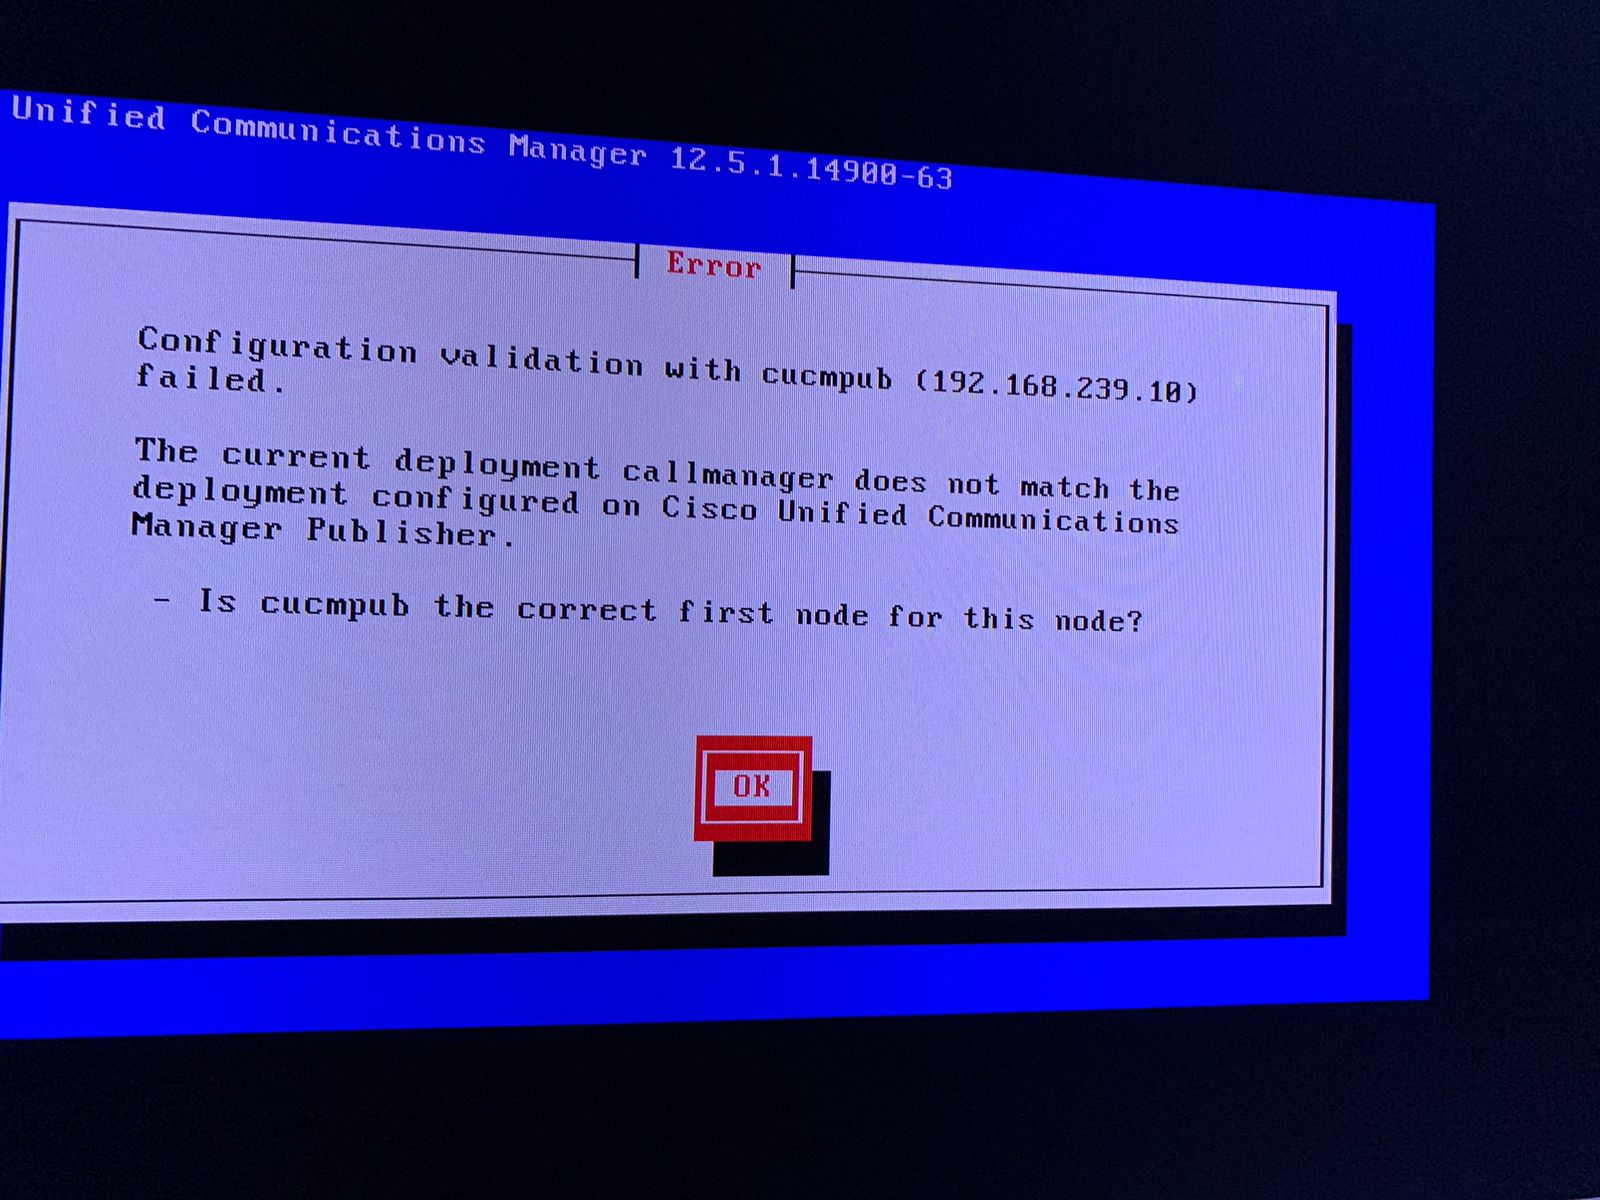 Unified Communications Manager 12.5.1.14900-63
Error
Configuration validation with cucmpub (192.168.239.10)
failed.
The current deployment callmanager does not match the
deployment configured on Cisco Unified Communications
Manager Publisher.
- Is cucmpub the correct first node for this node?
OK